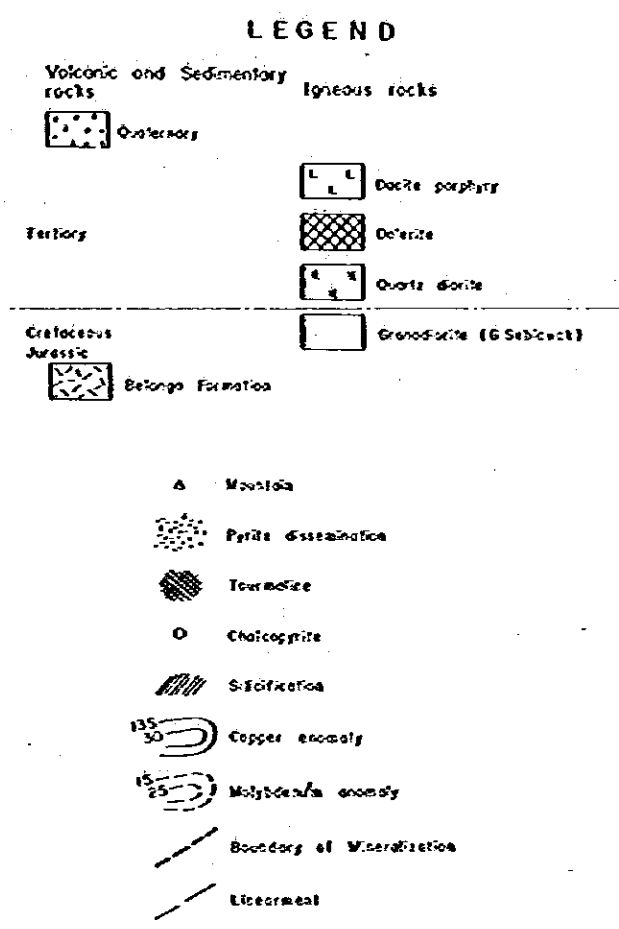 LEGEND
Volcanic and Sedimentary
rocks
Igneous rocks
Quaternary
L L
L
Dacite porphyry
Tertiary
Dolerite
Quartz diorite
Cretaceous
Jurassic
Granodiorite (G
Belongo Formation
Mountain
Pyrite dissemination
Tourmaline
Chalcopyrite
Silicification
135
30
Copper anomaly
15
25
Molybdenum anomaly
Boundary of Mineralization
Linearment